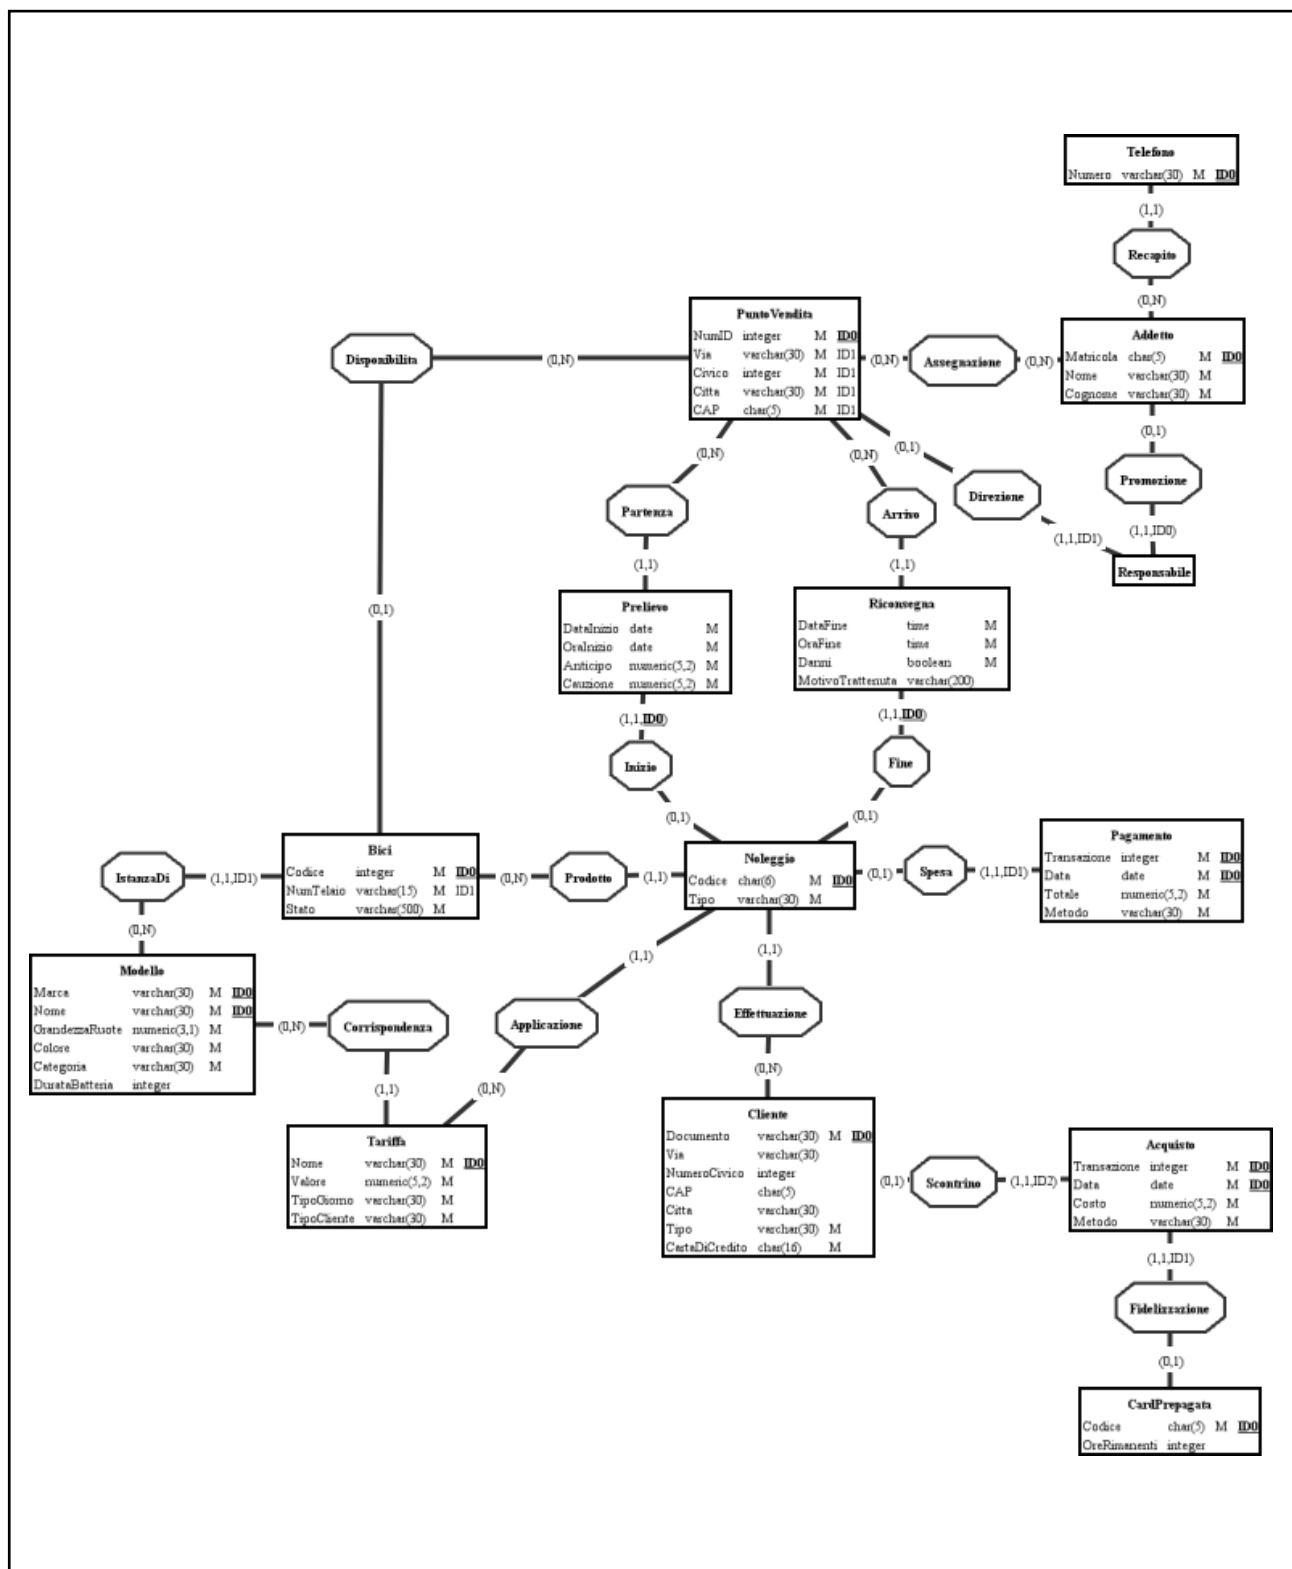 Telefono
Numero varchar(30) M ID0
(1,1)
Recapito
(0,N)
PuntoVendita
NumID integer M ID0
Via varchar(30) M ID1
Civico integer M ID1
Citta varchar(30) M ID1
CAP char(5) M ID1
Disponibilita
(0,N)
(0,N)
Assegnazione
(0,N)
Addetto
Matricola char(5) M ID0
Nome varchar(30) M
Cognome varchar(30) M
(0,1)
(0,N)
(0,N)
(0,1)
Promozione
Direzione
Partenza
Arrivo
(1,1,ID1)
(1,1,ID0)
Responsabile
(1,1)
(1,1)
(0,1)
Prelievo
DataInizio date M
OraInizio date M
Anticipo numeric(5,2) M
Cauzione numeric(5,2) M
Riconsegna
DataFine time M
OraFine time M
Danni boolean M
MotivoTrattenuta varchar(200)
(1,1,ID0)
(1,1,ID0)
Inizio
Fine
(0,1)
(0,1)
IstanzaDi
(1,1,ID1)
Bici
Codice integer M ID0
NumTelaio varchar(15) M ID1
Stato varchar(500) M
(0,N)
Prodotto
(1,1)
Noleggio
Codice char(6) M ID0
Tipo varchar(30) M
(0,1)
Spesa
(1,1,ID1)
Pagamento
Transazione integer M ID0
Data date M ID0
Totale numeric(5,2) M
Metodo varchar(30) M
(0,N)
(1,1)
(1,1)
Modello
Marca varchar(30) M ID0
Nome varchar(30) M ID0
GrandezzaRuote numeric(3,1) M
Colore varchar(30) M
Categoria varchar(30) M
DurataBatteria integer
(0,N)
Corrispondenza
Applicazione
Effettuazione
(1,1)
(0,N)
(0,N)
Tariffa
Nome varchar(30) M ID0
Valore numeric(5,2) M
TipoGiorno varchar(30) M
TipoCliente varchar(30) M
Cliente
Documento varchar(30) M ID0
Via varchar(30)
NumeroCivico integer
CAP char(5)
Citta varchar(30)
Tipo varchar(30) M
CartaDiCredito char(16) M
(0,1)
Scontrino
(1,1,ID2)
Acquisto
Transazione integer M ID0
Data date M ID0
Costo numeric(5,2) M
Metodo varchar(30) M
(1,1,ID1)
Fidelizzazione
(0,1)
CardPrepagata
Codice char(5) M ID0
OreRimanenti integer